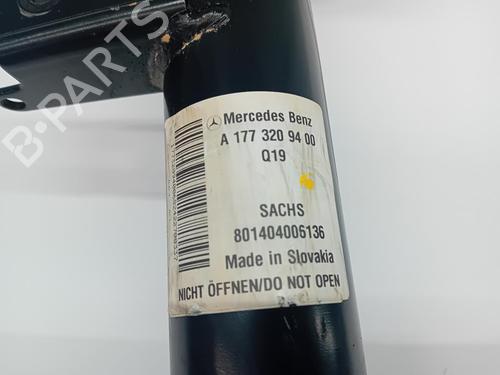 B-PARTS
Mercedes Benz
A 177 320 94 00
Q19
SACHS
801404006136
Made in Slovakia
NICHT ÖFFNEN/DO NOT OPEN